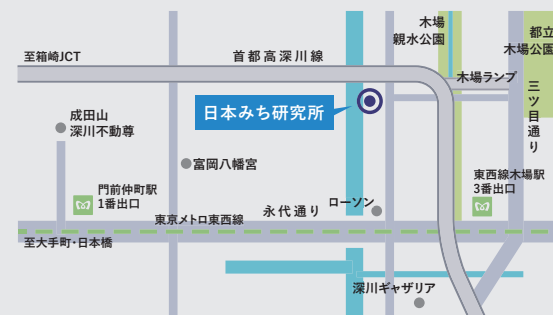 木場
親水公園
都立
木場公園
至箱崎JCT
首都高深川線
木場ランプ
三ツ目通り
日本みち研究所
成田山
深川不動尊
富岡八幡宮
東西線木場駅
3番出口
門前仲町駅
1番出口
ローソン
永代通り
東京メトロ東西線
至大手町・日本橋
深川ギャザリア